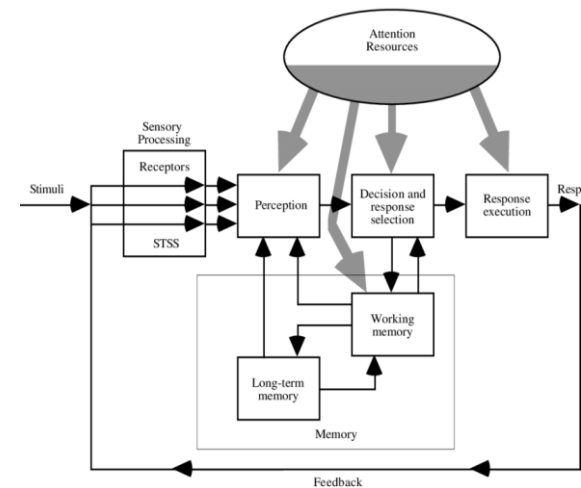 Attention
Resources
Sensory
Processing
Receptors
Stimuli
STSS
Perception
Decision and
response
selection
Response
execution
Resp
Working
memory
Long-term
memory
Memory
Feedback